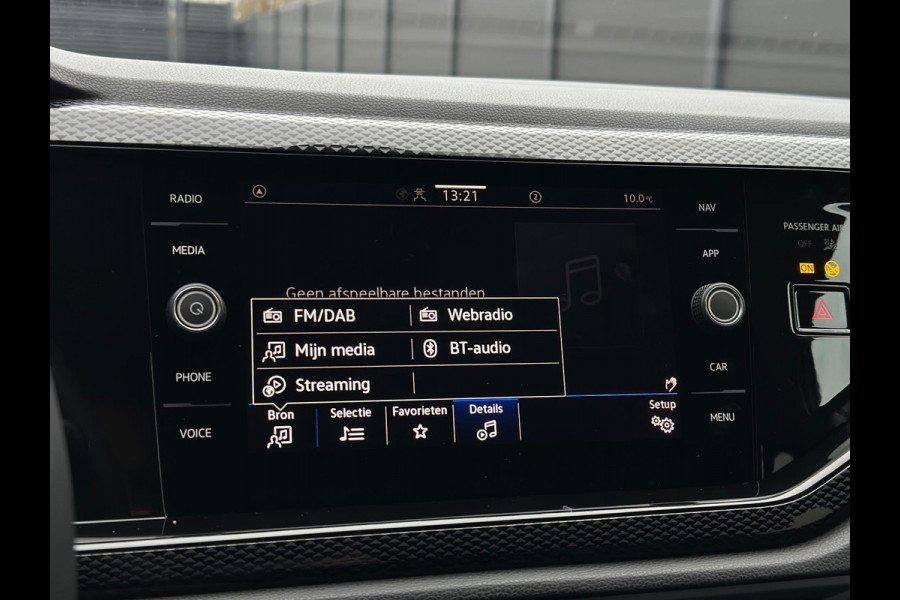 RADIO
MEDIA
PHONE
VOICE
13:21
2
10.0°C
Geen afspeelbare bestanden
FM/DAB
Webradio
Mijn media
BT-audio
Streaming
Bron
Selectie
Favorieten
Details
Setup
NAV
APP
CAR
MENU
PASSENGER AIR
OFF
ON